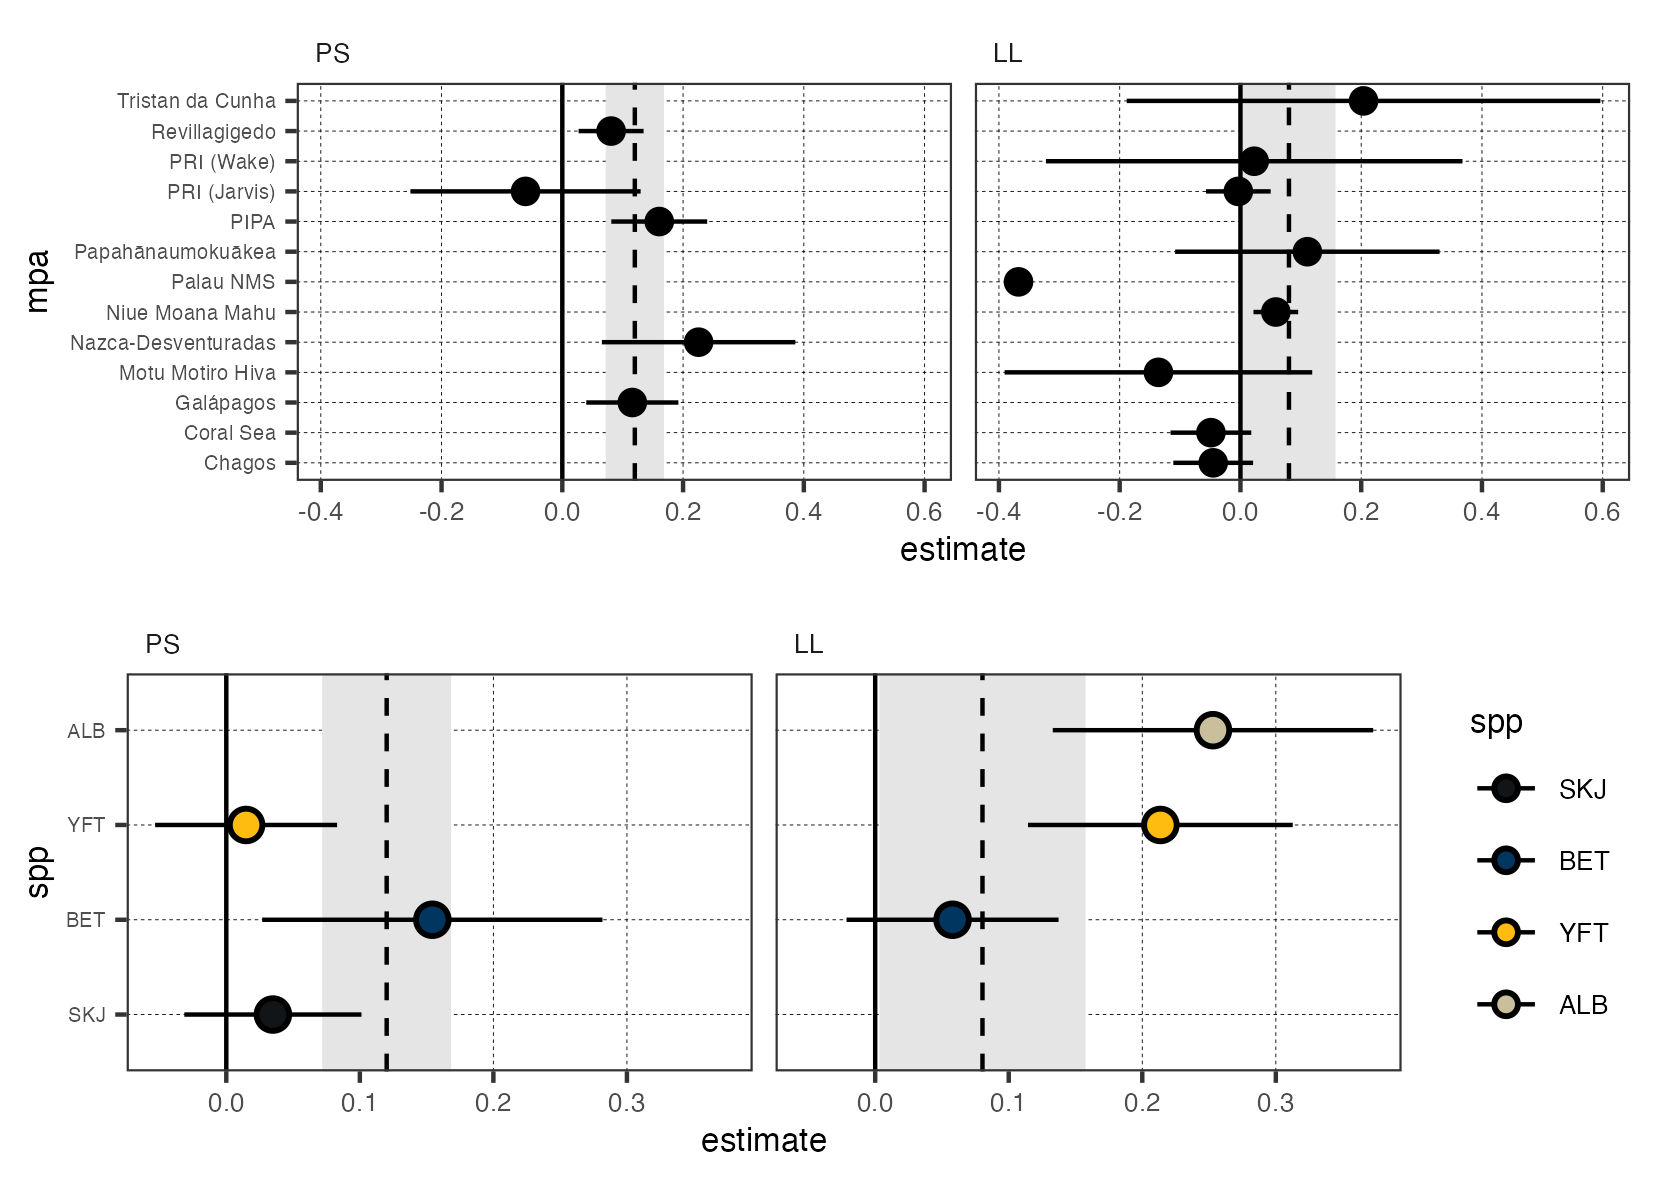 PS LL
Tristan da Cunha
Revillagigedo
PRI (Wake)
PRI (Jarvis)
PIPA
Papahānaumokuākea
Palau NMS
Niue Moana Mahu
Nazca-Desventuradas
Motu Motiro Hiva
Galápagos
Coral Sea
Chagos
mpa
-0.4 -0.2 0.0 0.2 0.4 0.6 -0.4 -0.2 0.0 0.2 0.4 0.6
estimate
PS LL
ALB
YFT
BET
SKJ
spp
0.0 0.1 0.2 0.3 0.0 0.1 0.2 0.3
estimate
spp
SKJ
BET
YFT
ALB